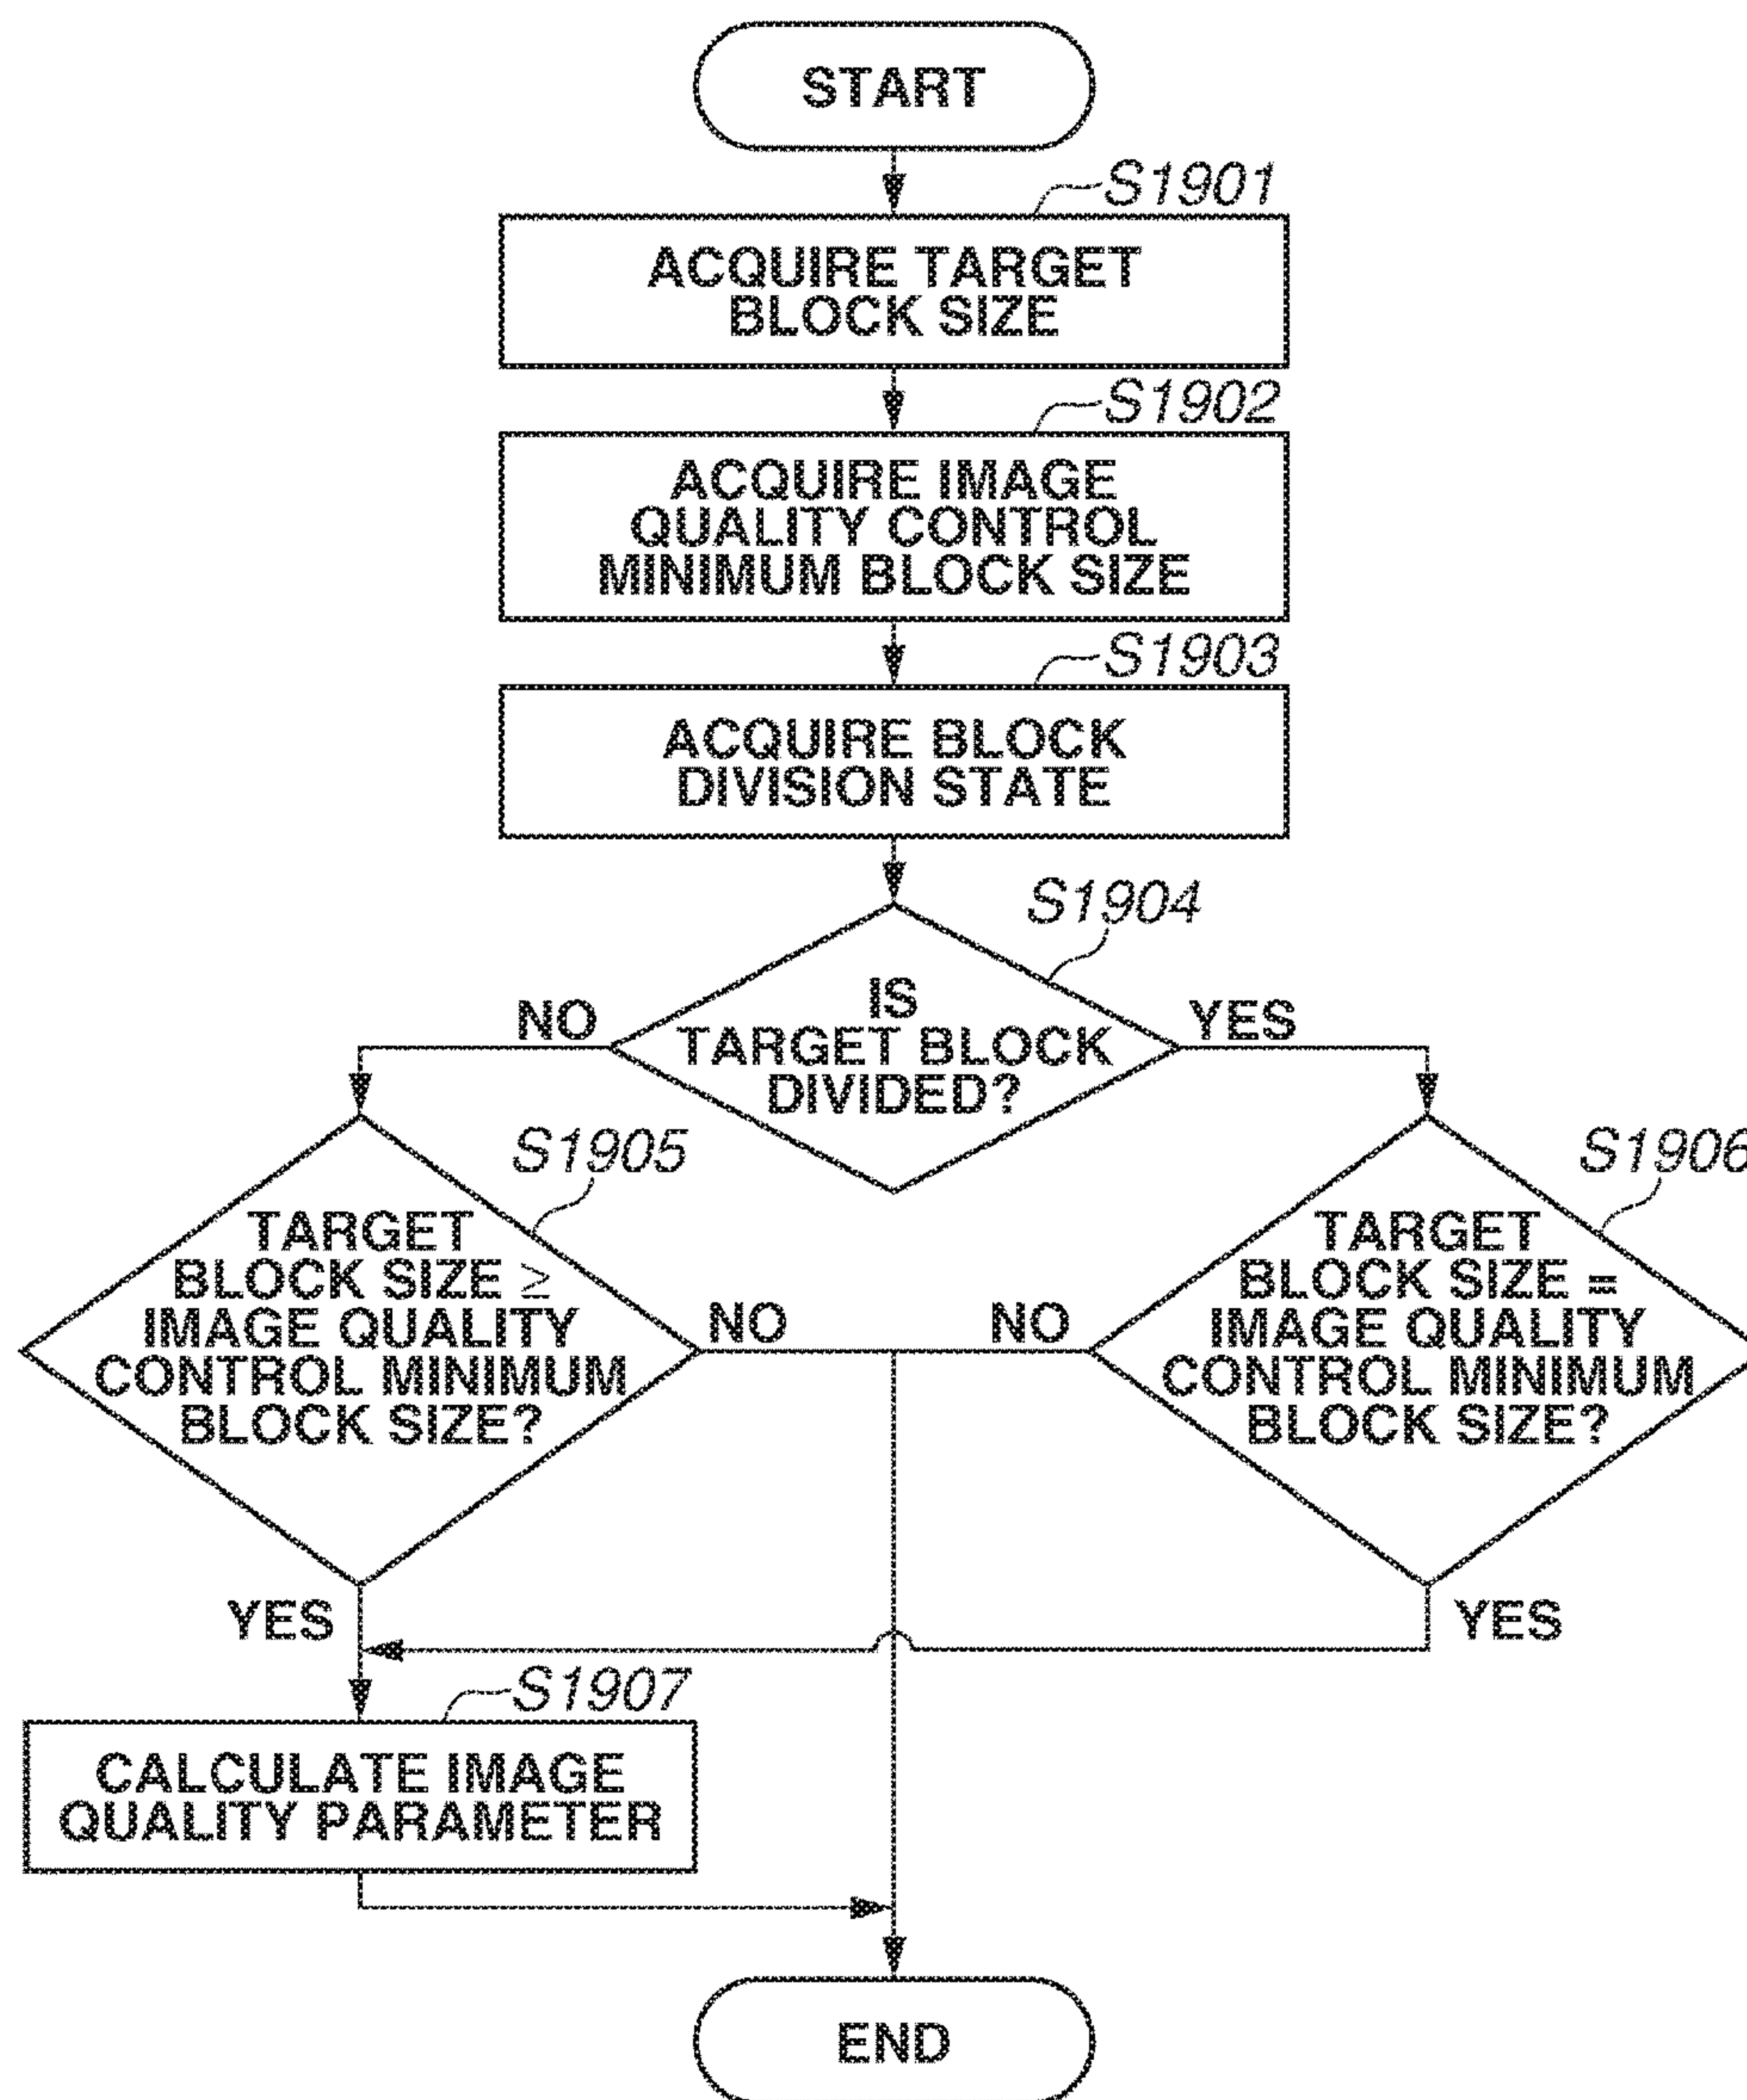 START
S1901
ACQUIRE TARGET
BLOCK SIZE
S1902
ACQUIRE IMAGE
QUALITY CONTROL
MINIMUM BLOCK SIZE
S1903
ACQUIRE BLOCK
DIVISION STATE
S1904
IS
TARGET BLOCK
DIVIDED?
NO
YES
S1905
TARGET
BLOCK SIZE ≥
IMAGE QUALITY
CONTROL MINIMUM
BLOCK SIZE?
NO
YES
S1906
TARGET
BLOCK SIZE =
IMAGE QUALITY
CONTROL MINIMUM
BLOCK SIZE?
NO
YES
S1907
CALCULATE IMAGE
QUALITY PARAMETER
END